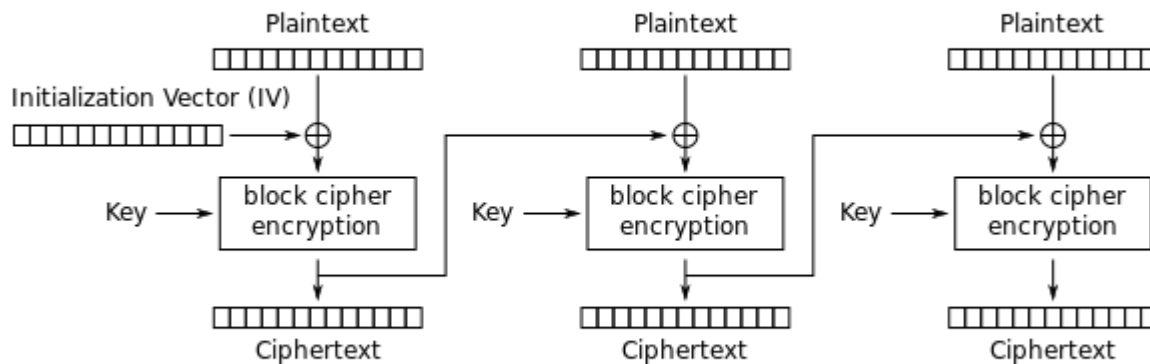 Plaintext Plaintext Plaintext
Initialization Vector (IV)
Key block cipher encryption
Key block cipher encryption
Key block cipher encryption
Ciphertext Ciphertext Ciphertext